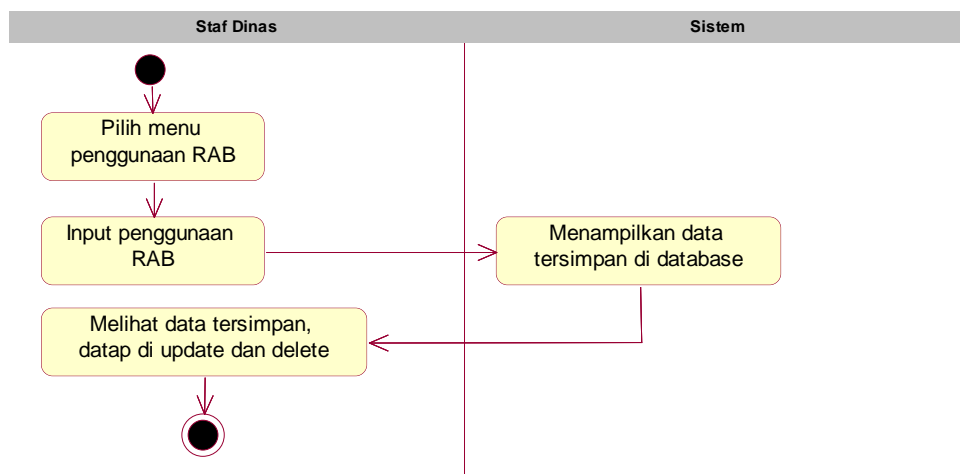 Staf Dinas
Sistem
Pilih menu
penggunaan RAB
Input penggunaan
RAB
Menampilkan data
tersimpan di database
Melihat data tersimpan,
datap di update dan delete